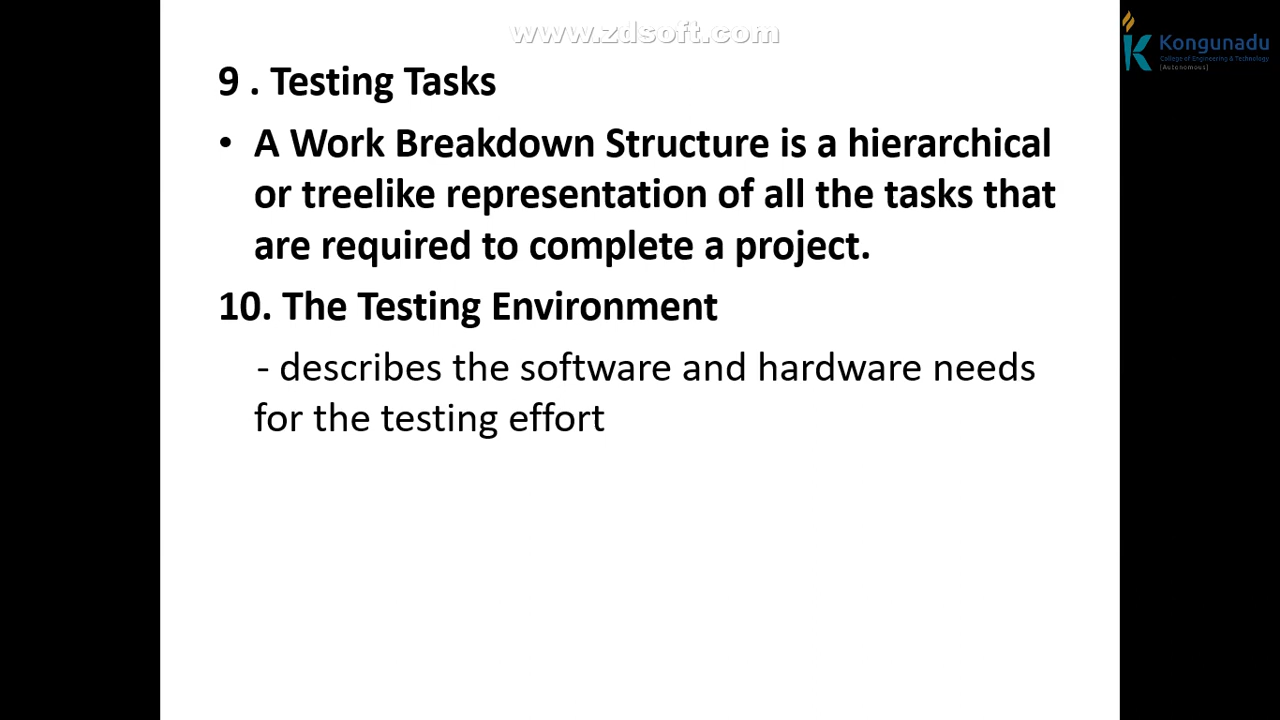 www.zdsoft.com
Kongunadu
College of Engineering & Technology
(Autonomous)
9 . Testing Tasks
• A Work Breakdown Structure is a hierarchical
or treelike representation of all the tasks that
are required to complete a project.
10. The Testing Environment
- describes the software and hardware needs
for the testing effort